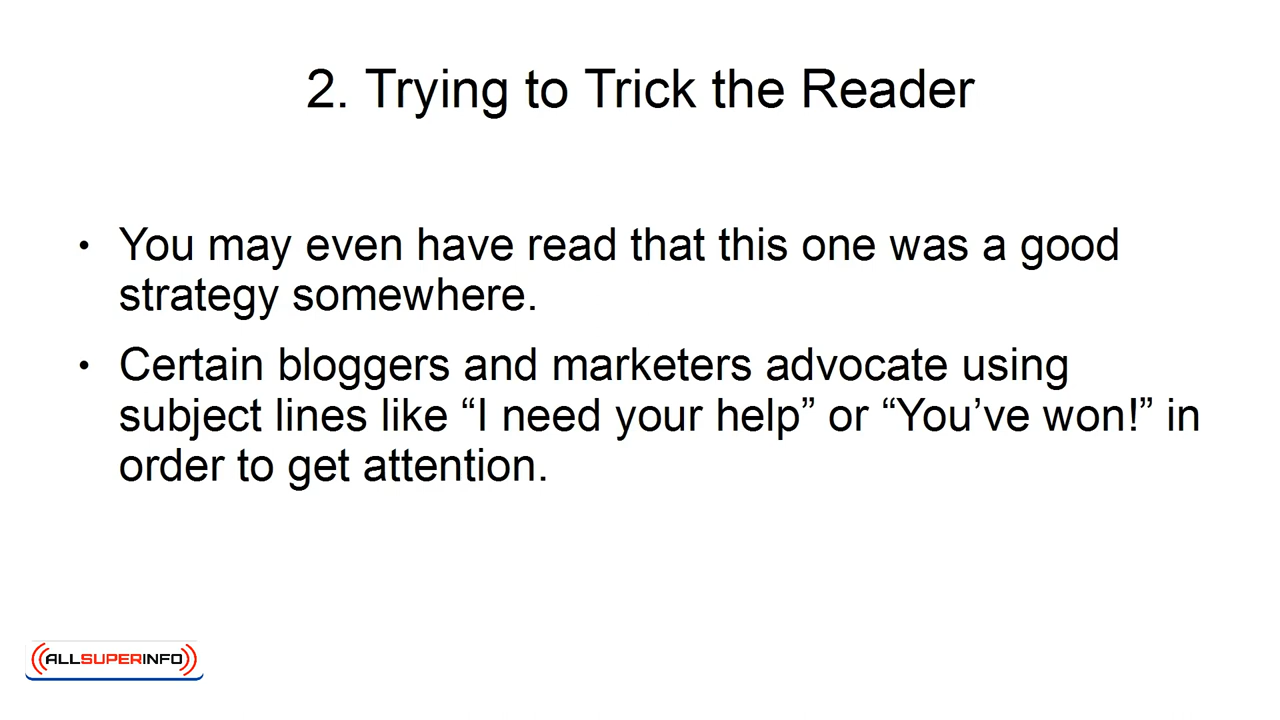 2. Trying to Trick the Reader
• You may even have read that this one was a good
strategy somewhere.
• Certain bloggers and marketers advocate using
subject lines like “I need your help” or “You’ve won!” in
order to get attention.
ALLSUPERINFO